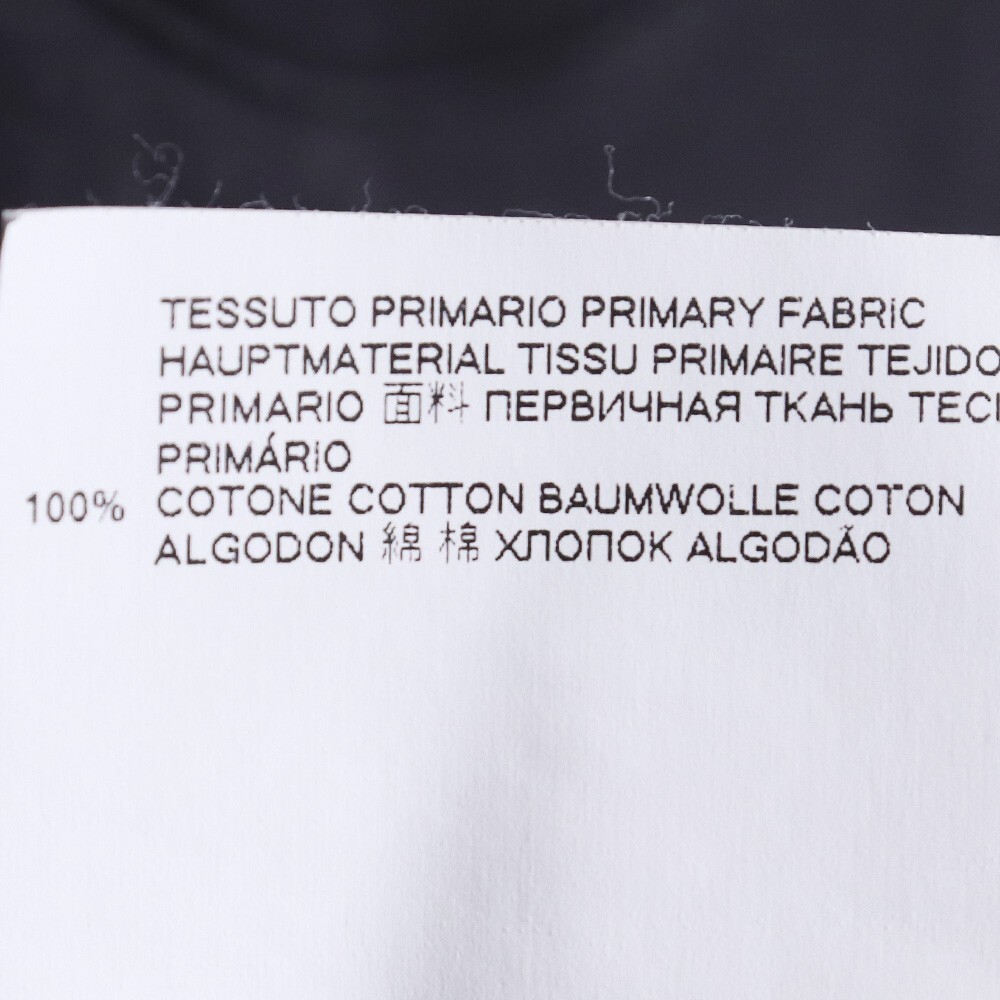 TESSUTO PRIMARIO PRIMARY FABRIC
HAUPTMATERIAL TISSU PRIMAIRE TEJIDO
PRIMARIO 面料 ПЕРВИЧНАЯ ТКАНЬ TECI
PRIMÁRIO
100% COTONE COTTON BAUMWOLLE COTON
ALGODON 綿 棉 ХЛОПОК ALGODÃO